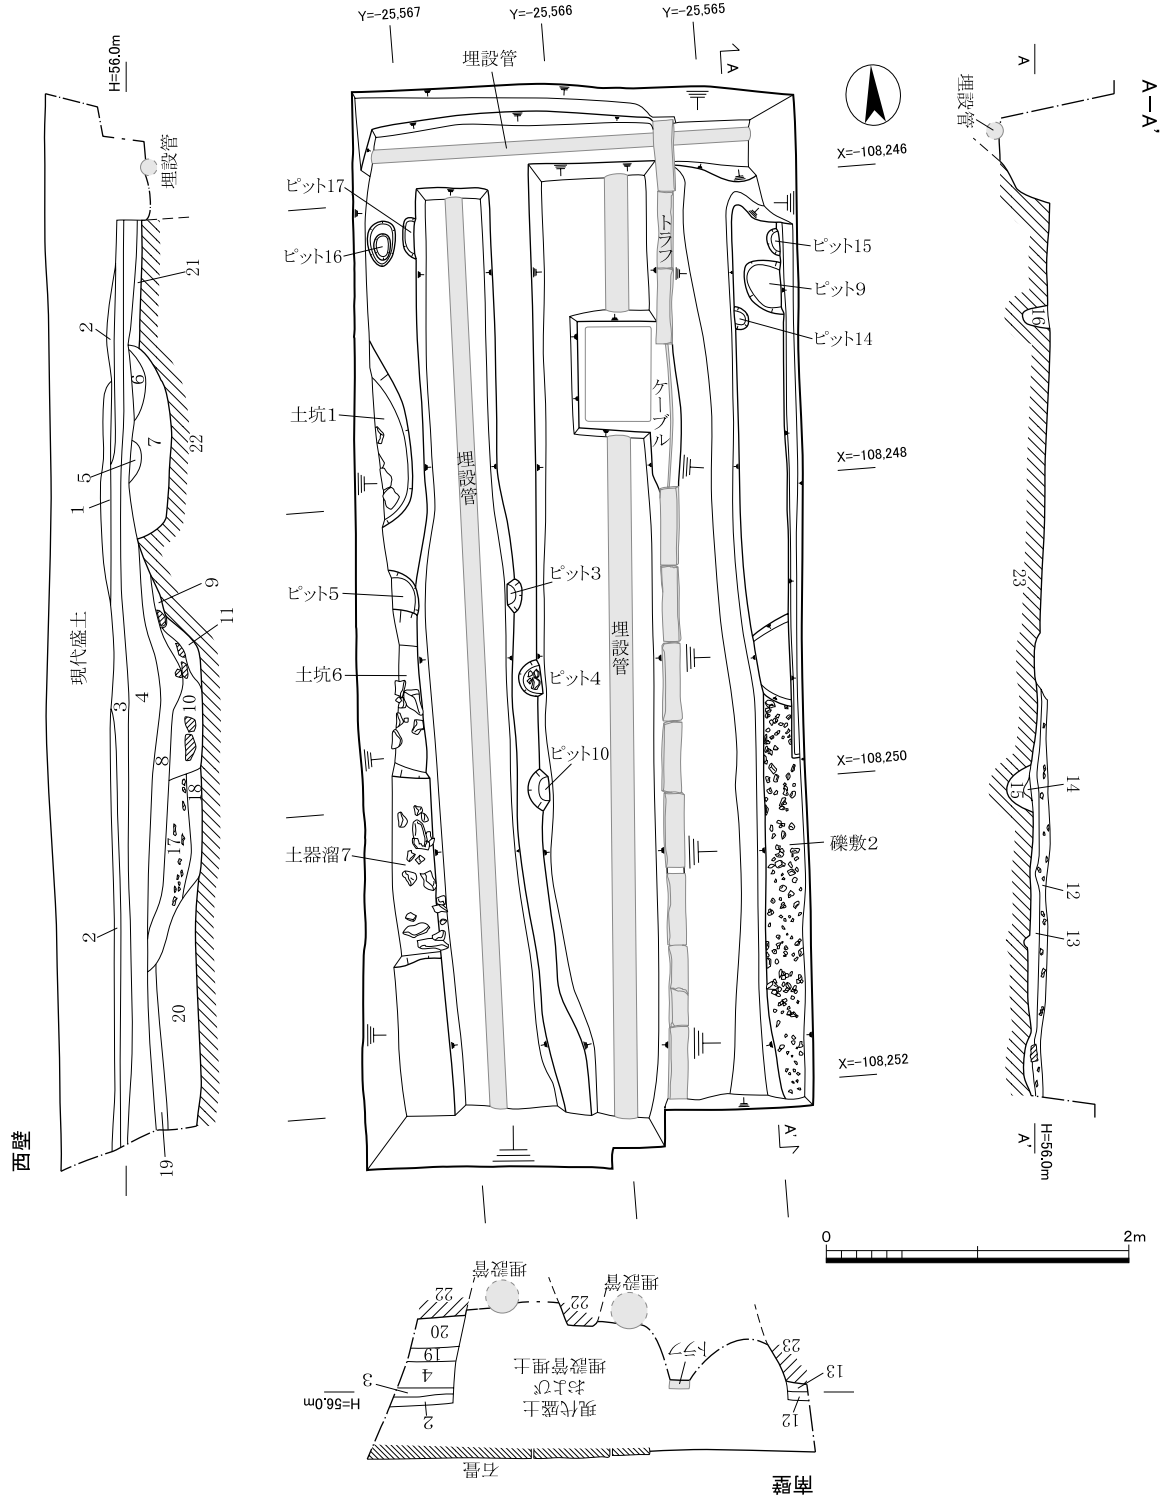 Y=-25,567
Y=-25,566
Y=-25,565
H=56.0m
埋設管
A
A
A－A’
埋設管
埋設管
X=-108,246
ピット17
ピット16
トラフ
ピット15
ピット9
ピット14
21
2
6
7
22
5
1
16
土坑1
ケーブル
埋設管
X=-108,248
9
11
現代盛土
3
4
10
8
18
17
2
20
19
西壁
ピット5
土坑6
ピット3
埋設管
ピット4
ピット10
土器溜7
23
X=-108,250
14
15
礫敷2
12
13
X=-108,252
A’
A’
H=56.0m
0
2m
埋設管
埋設管
22
22
20
19
4
3
2
H=56.0m
トラフ
23
13
12
現代盛土
および
埋設管埋土
石畳
南壁